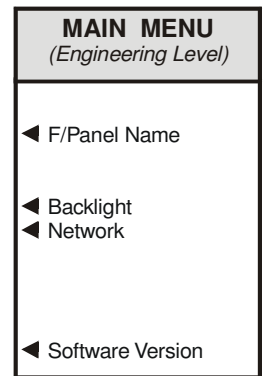 MAIN MENU
(Engineering Level)
F/Panel Name
Backlight
Network
Software Version